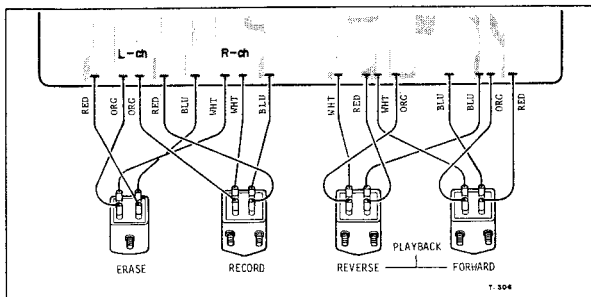 L-ch R-ch
RED ORG ORG RED BLU WHT WHT BLU WHT RED WHT ORG BLU BLU ORG RED
ERASE RECORD REVERSE PLAYBACK FORWARD
T-304